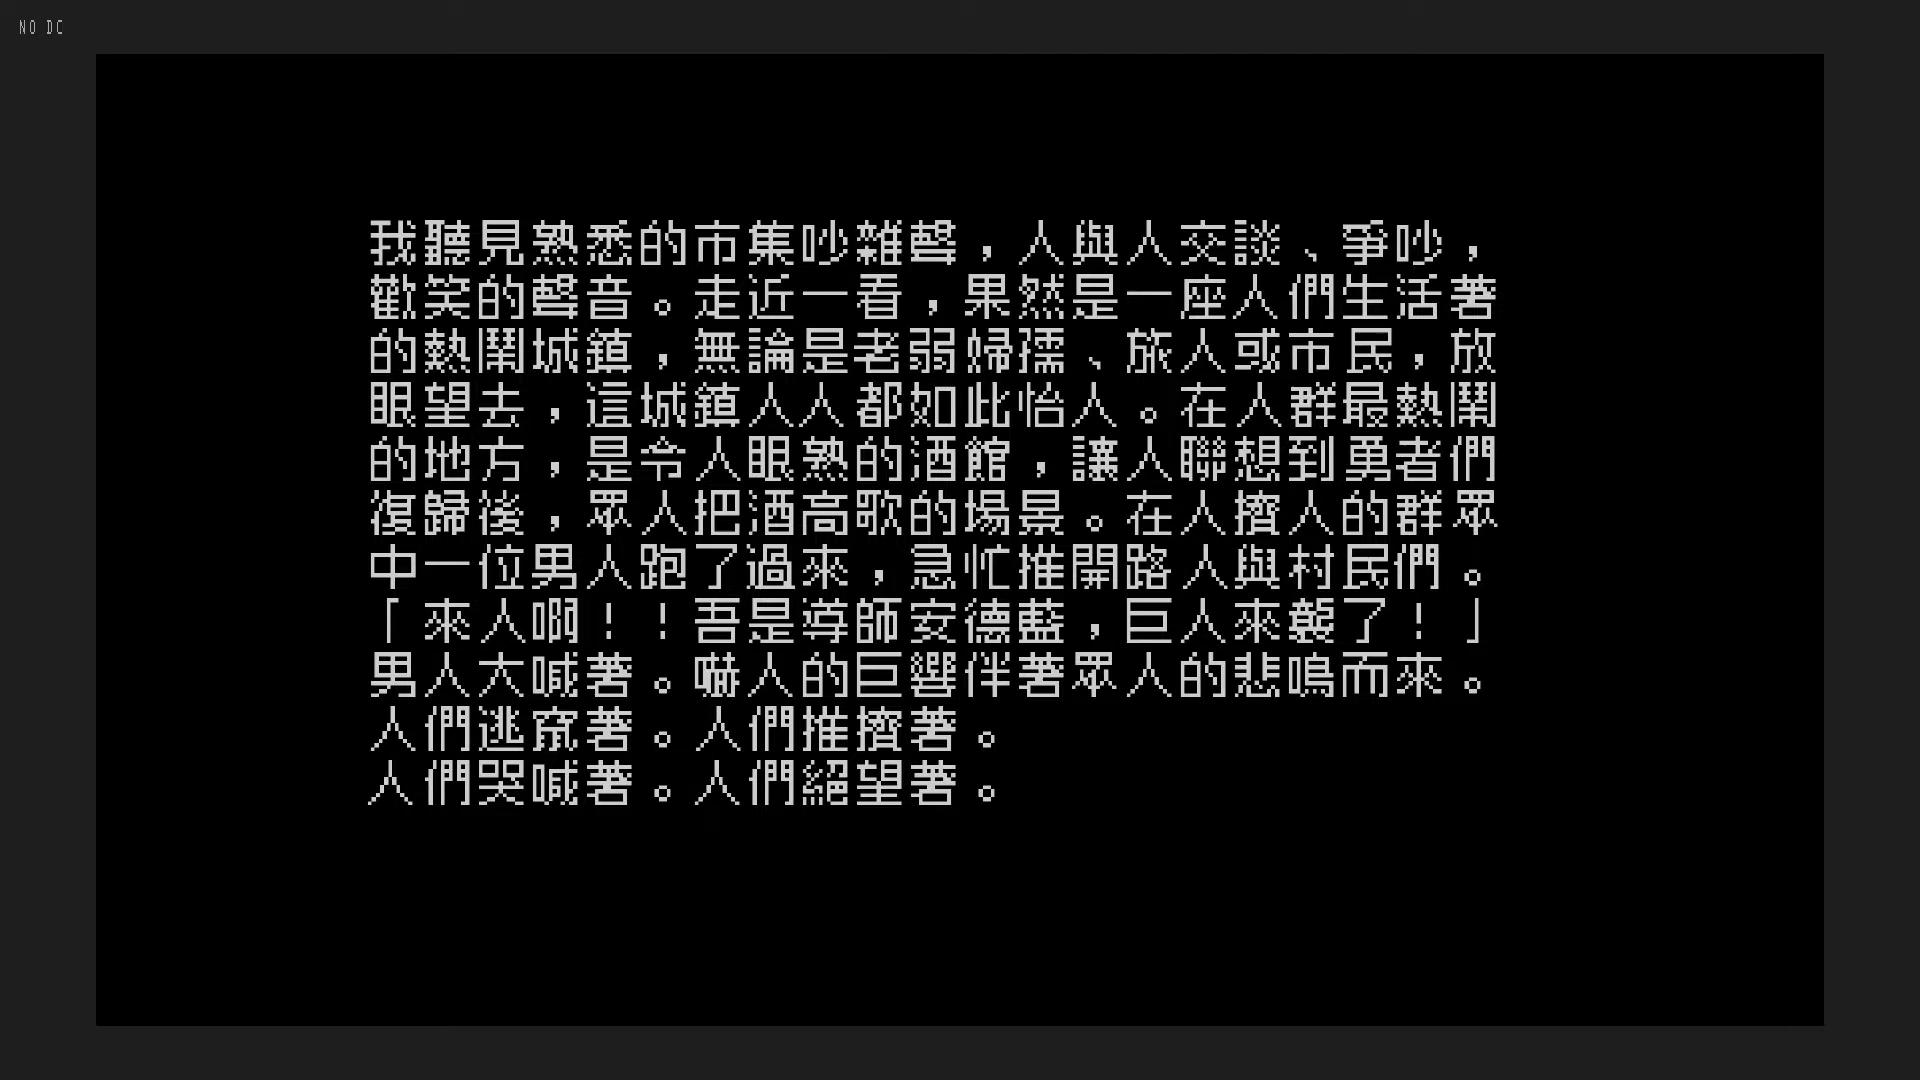 NO DC
我聽見熟悉的市集吵雜聲，人與人交談、爭吵，
歡笑的聲音。走近一看，果然是一座人們生活著
的熱鬧城鎮，無論是老弱婦孺、旅人或市民，放
眼望去，這城鎮人人都如此怡人。在人群最熱鬧
的地方，是令人眼熟的酒館，讓人聯想到勇者們
復歸後，眾人把酒高歌的場景。在人擠人的群眾
中一位男人跑了過來，急忙推開路人與村民們。
「來人啊！！吾是導師安德藍，巨人來襲了！」
男人大喊著。嚇人的巨響伴著眾人的悲鳴而來。
人們逃竄著。人們推擠著。
人們哭喊著。人們絕望著。